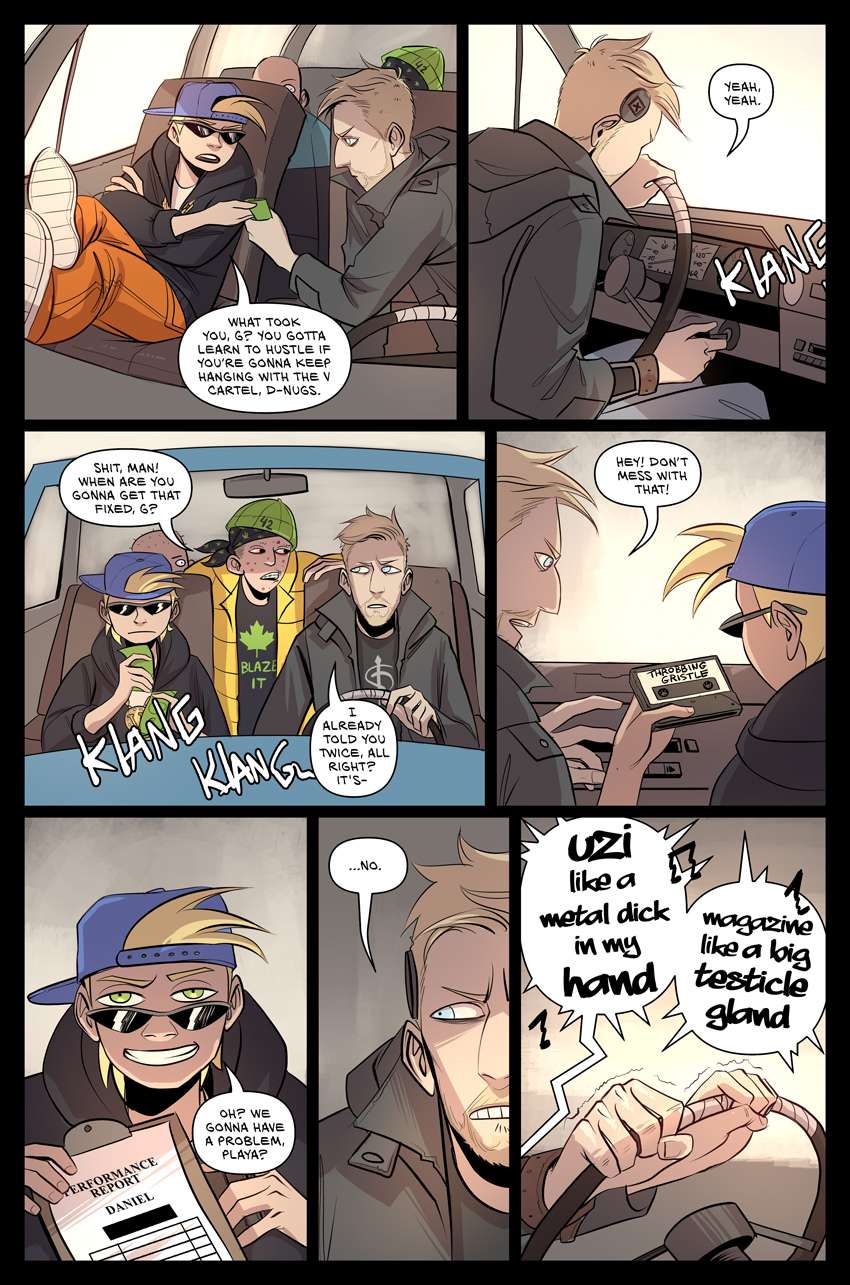 42
WHAT TOOK
YOU, G? YOU GOTTA
LEARN TO HUSTLE IF
YOU'RE GONNA KEEP
HANGING WITH THE V
CARTEL, D-NUGS.
YEAH,
YEAH.
KLANG
SHIT, MAN!
WHEN ARE YOU
GONNA GET THAT
FIXED, G?
42
BLAZE
IT
KLANG
KLANG
I
ALREADY
TOLD YOU
TWICE, ALL
RIGHT?
IT'S-
HEY! DON'T
MESS WITH
THAT!
THROBBING
GRISTLE
OH? WE
GONNA HAVE
A PROBLEM,
PLAYA?
PERFORMANCE
REPORT
DANIEL
...NO.
UZI
like a
metal dick
in my
hand
magazine
like a big
testicle
gland